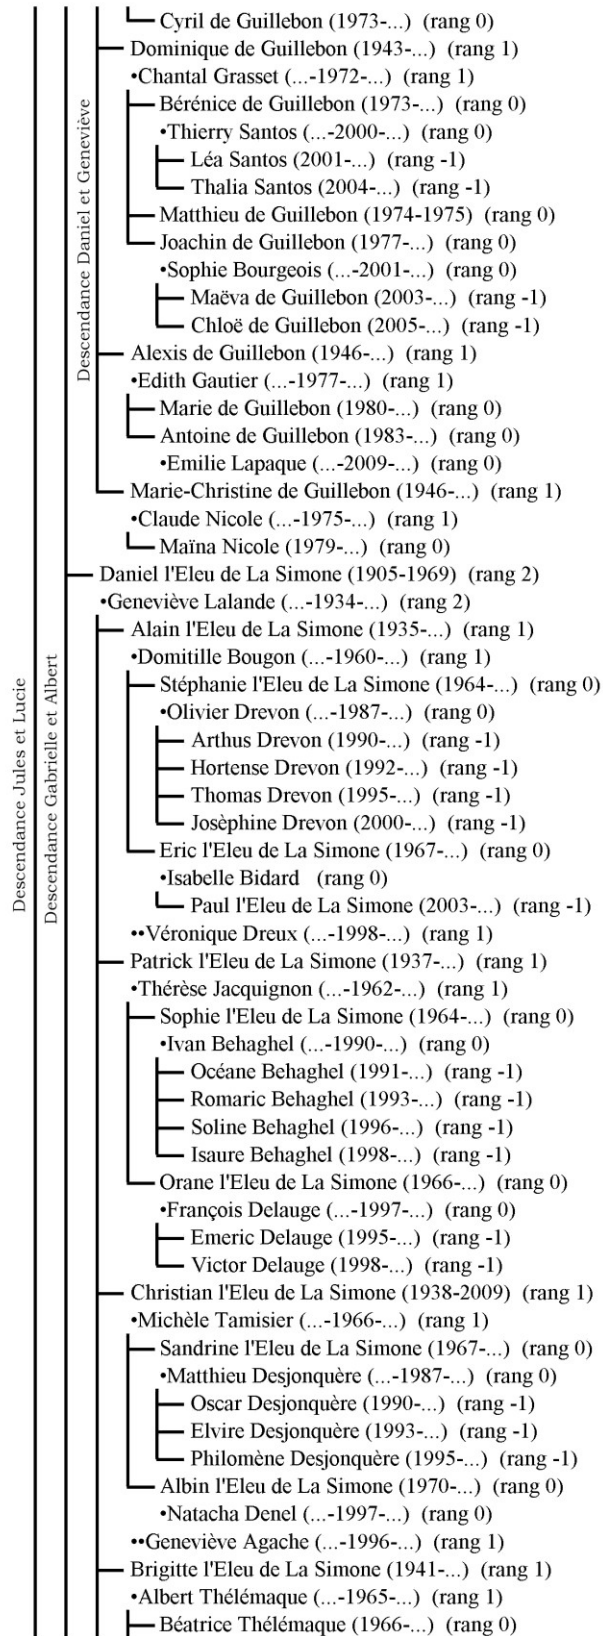 Cyril de Guillebon (1973-...) (rang 0)
Dominique de Guillebon (1943-...) (rang 1)
•Chantal Grasset (...-1972-...) (rang 1)
Bérénice de Guillebon (1973-...) (rang 0)
•Thierry Santos (...-2000-...) (rang 0)
Léa Santos (2001-...) (rang -1)
Thalia Santos (2004-...) (rang -1)
Matthieu de Guillebon (1974-1975) (rang 0)
Joachin de Guillebon (1977-...) (rang 0)
•Sophie Bourgeois (...-2001-...) (rang 0)
Maëva de Guillebon (2003-...) (rang -1)
Chloë de Guillebon (2005-...) (rang -1)
Alexis de Guillebon (1946-...) (rang 1)
•Edith Gautier (...-1977-...) (rang 1)
Marie de Guillebon (1980-...) (rang 0)
Antoine de Guillebon (1983-...) (rang 0)
•Emilie Lapaque (...-2009-...) (rang 0)
Marie-Christine de Guillebon (1946-...) (rang 1)
•Claude Nicole (...-1975-...) (rang 1)
Maïna Nicole (1979-...) (rang 0)
Daniel l'Eleu de La Simone (1905-1969) (rang 2)
•Geneviève Lalande (...-1934-...) (rang 2)
Alain l'Eleu de La Simone (1935-...) (rang 1)
•Domitille Bougon (...-1960-...) (rang 1)
Stéphanie l'Eleu de La Simone (1964-...) (rang 0)
•Olivier Drevon (...-1987-...) (rang 0)
Arthus Drevon (1990-...) (rang -1)
Hortense Drevon (1992-...) (rang -1)
Thomas Drevon (1995-...) (rang -1)
Josèphine Drevon (2000-...) (rang -1)
Eric l'Eleu de La Simone (1967-...) (rang 0)
•Isabelle Bidard (rang 0)
Paul l'Eleu de La Simone (2003-...) (rang -1)
••Véronique Dreux (...-1998-...) (rang 1)
Patrick l'Eleu de La Simone (1937-...) (rang 1)
•Thérèse Jacquignon (...-1962-...) (rang 1)
Sophie l'Eleu de La Simone (1964-...) (rang 0)
•Ivan Behaghel (...-1990-...) (rang 0)
Océane Behaghel (1991-...) (rang -1)
Romaric Behaghel (1993-...) (rang -1)
Soline Behaghel (1996-...) (rang -1)
Isaure Behaghel (1998-...) (rang -1)
Orane l'Eleu de La Simone (1966-...) (rang 0)
•François Delauge (...-1997-...) (rang 0)
Emeric Delauge (1995-...) (rang -1)
Victor Delauge (1998-...) (rang -1)
Christian l'Eleu de La Simone (1938-2009) (rang 1)
•Michèle Tamisier (...-1966-...) (rang 1)
Sandrine l'Eleu de La Simone (1967-...) (rang 0)
•Matthieu Desjonquère (...-1987-...) (rang 0)
Oscar Desjonquère (1990-...) (rang -1)
Elvire Desjonquère (1993-...) (rang -1)
Philomène Desjonquère (1995-...) (rang -1)
Albin l'Eleu de La Simone (1970-...) (rang 0)
•Natacha Denel (...-1997-...) (rang 0)
••Geneviève Agache (...-1996-...) (rang 1)
Brigitte l'Eleu de La Simone (1941-...) (rang 1)
•Albert Thélémaque (...-1965-...) (rang 1)
Béatrice Thélémaque (1966-...) (rang 0)
Descendance Daniel et Geneviève
Descendance Gabrielle et Albert
Descendance Jules et Lucie